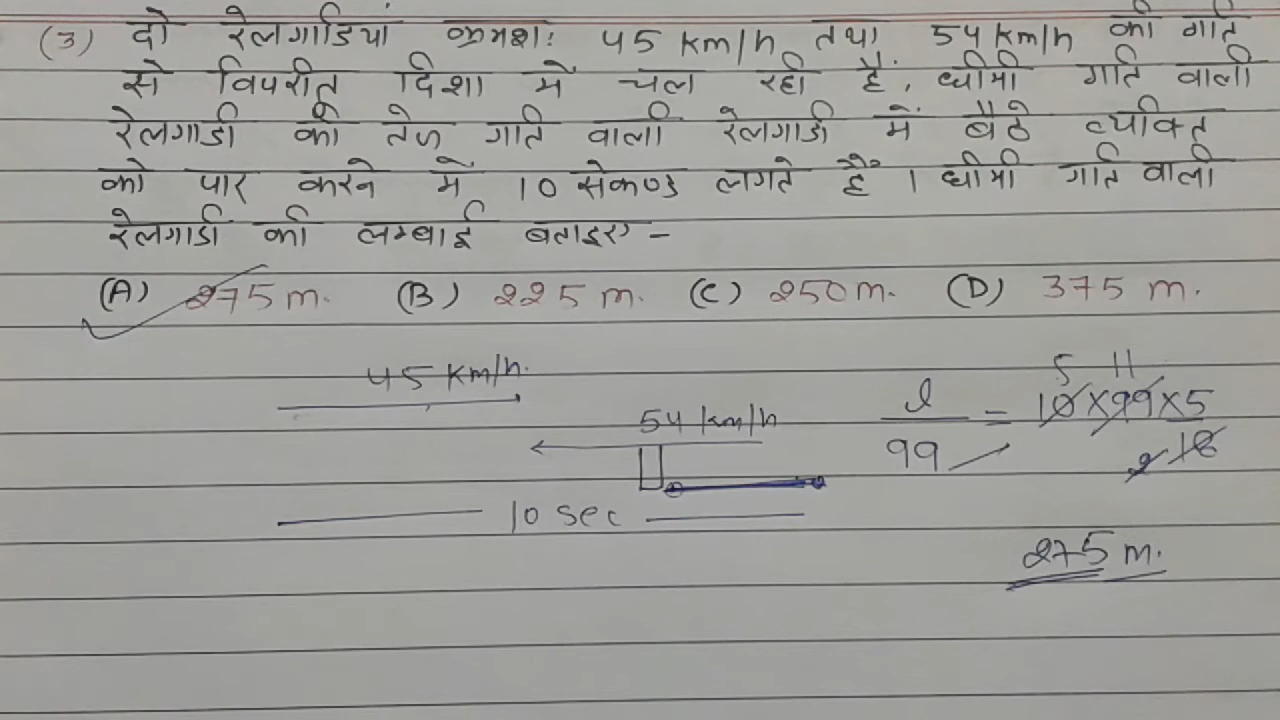 (3) दो रेलगाडियां क्रमशः 45 km/h तथा 54 km/h की गति
से विपरीत दिशा में चल रही है. धीमी गति वाली
रेलगाडी को तेज गति वाली रेलगाडी में बैठे व्यक्ति
को पार करने में 10 सेकण्ड लगते है । धीमी गति वाली
रेलगाडी की लम्बाई बताइए -
(A) 275 m. (B) 225 m. (C) 250 m. (D) 375 m.
45 Km/h.
54 km/h
10 sec
l/99 = 10×99×5/18
5 11
2
275 m.